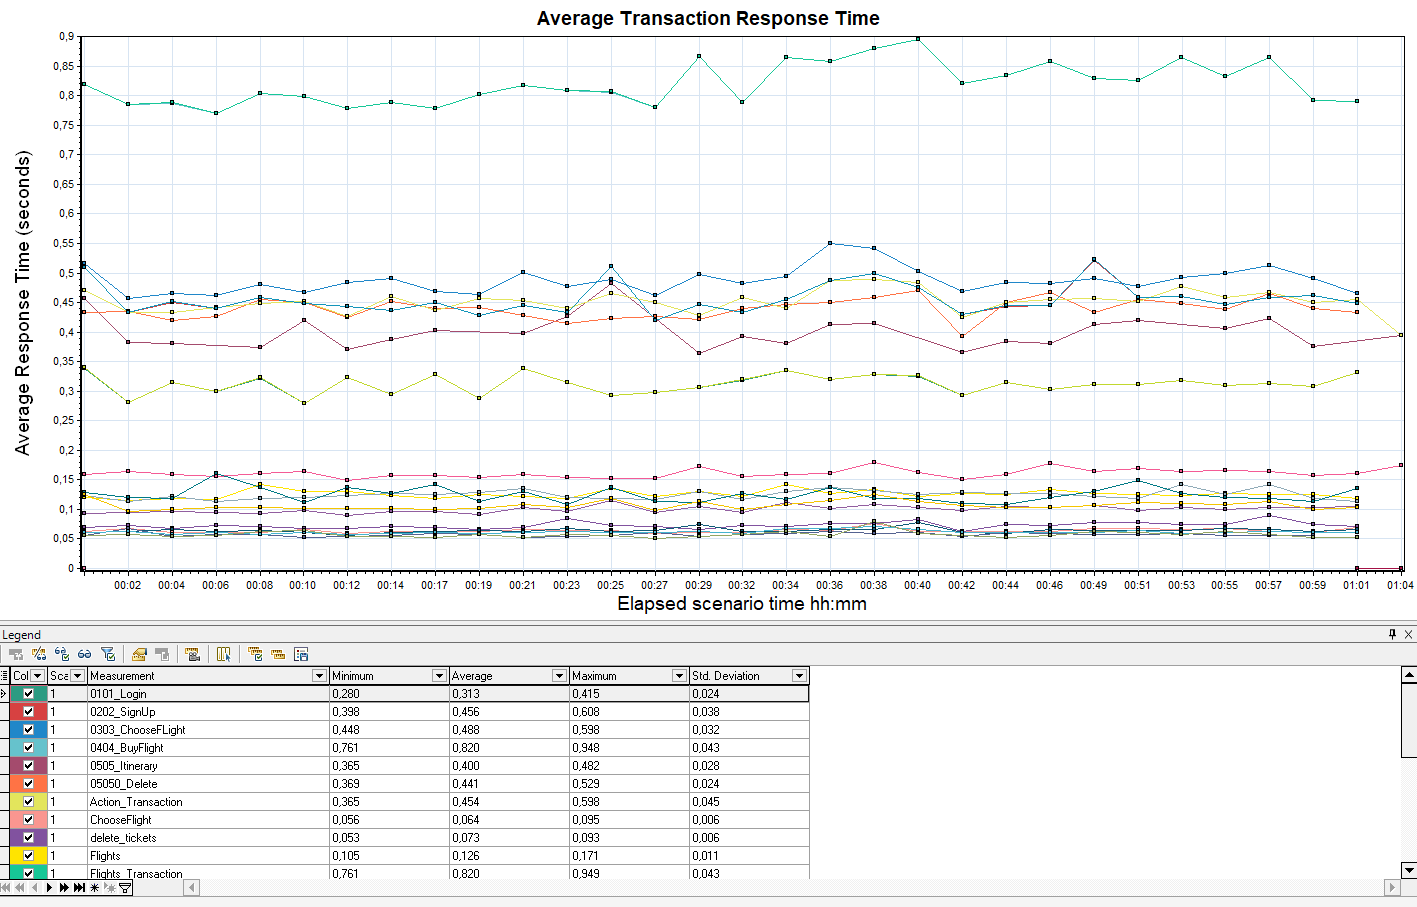 Average Transaction Response Time
Average Response Time (seconds)
0,9
0,85
0,8
0,75
0,7
0,65
0,6
0,55
0,5
0,45
0,4
0,35
0,3
0,25
0,2
0,15
0,1
0,05
0
00:02 00:04 00:06 00:08 00:10 00:12 00:14 00:17 00:19 00:21 00:23 00:25 00:27 00:29 00:32 00:34 00:36 00:38 00:40 00:42 00:44 00:46 00:49 00:51 00:53 00:55 00:57 00:59 01:01 01:04
Elapsed scenario time hh:mm
Legend
Col Sca Measurement Minimum Average Maximum Std. Deviation
1 0101_Login 0,280 0,313 0,415 0,024
1 0202_SignUp 0,398 0,456 0,608 0,038
1 0303_ChooseFLight 0,448 0,488 0,598 0,032
1 0404_BuyFlight 0,761 0,820 0,948 0,043
1 0505_Itinerary 0,365 0,400 0,482 0,028
1 05050_Delete 0,369 0,441 0,529 0,024
1 Action_Transaction 0,365 0,454 0,598 0,045
1 ChooseFlight 0,056 0,064 0,095 0,006
1 delete_tickets 0,053 0,073 0,093 0,006
1 Flights 0,105 0,126 0,171 0,011
1 Flights_Transaction 0,761 0,820 0,949 0,043